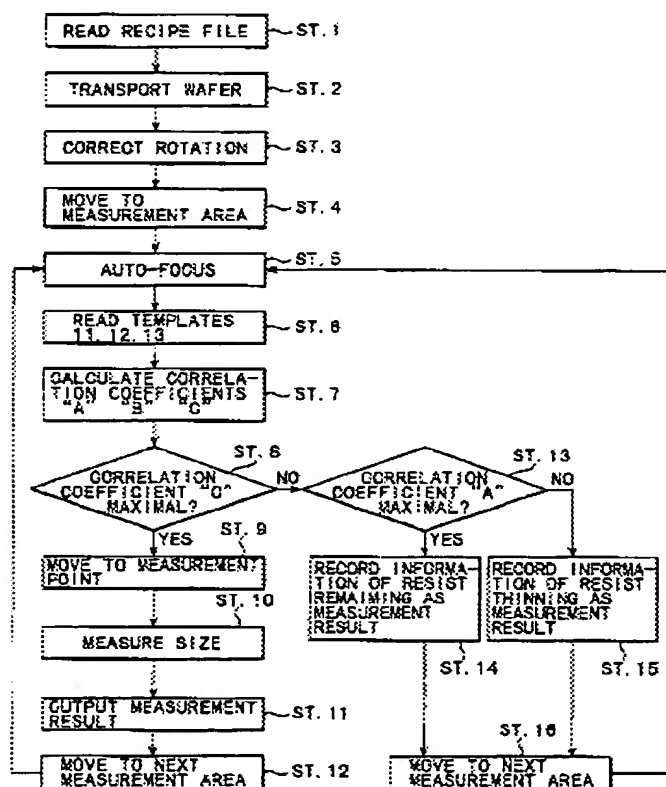 READ RECIPE FILE
ST. 1
TRANSPORT WAFER
ST. 2
CORRECT ROTATION
ST. 3
MOVE TO
MEASUREMENT AREA
ST. 4
AUTO-FOCUS
ST. 5
READ TEMPLATES
11, 12, 13
ST. 6
CALCULATE CORRELA-
TION COEFFICIENTS
"A" "B" "C"
ST. 7
CORRELATION
COEFFICIENT "C"
MAXIMAL?
ST. 8
NO
YES
CORRELATION
COEFFICIENT "A"
MAXIMAL?
ST. 13
NO
YES
MOVE TO MEASUREMENT
POINT
ST. 9
MEASURE SIZE
ST. 10
OUTPUT MEASUREMENT
RESULT
ST. 11
MOVE TO NEXT
MEASUREMENT AREA
ST. 12
RECORD INFORMA-
TION OF RESIST
REMAIMING AS
MEASUREMENT
RESULT
ST. 14
RECORD INFORMA-
TION OF RESIST
THINNING AS
MEASUREMENT
RESULT
ST. 15
MOVE TO NEXT
MEASUREMENT AREA
ST. 16